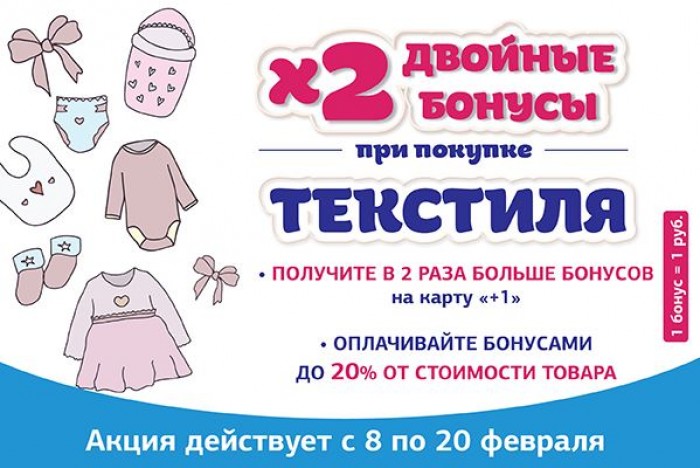 x2 ДВОЙНЫЕ
БОНУСЫ
при покупке
ТЕКСТИЛЯ
• ПОЛУЧИТЕ В 2 РАЗА БОЛЬШЕ БОНУСОВ
на карту «+1»
• ОПЛАЧИВАЙТЕ БОНУСАМИ
ДО 20% ОТ СТОИМОСТИ ТОВАРА
1 бонус = 1 руб.
Акция действует с 8 по 20 февраля